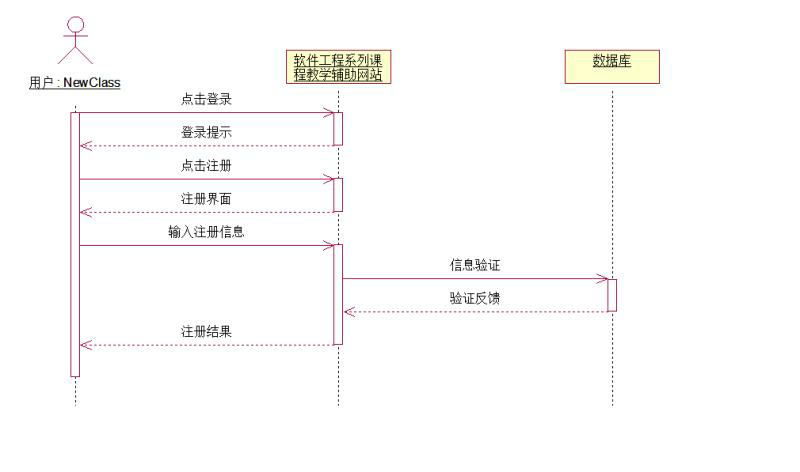 软件工程系列课
程教学辅助网站
数据库
用户 : NewClass
点击登录
登录提示
点击注册
注册界面
输入注册信息
信息验证
验证反馈
注册结果